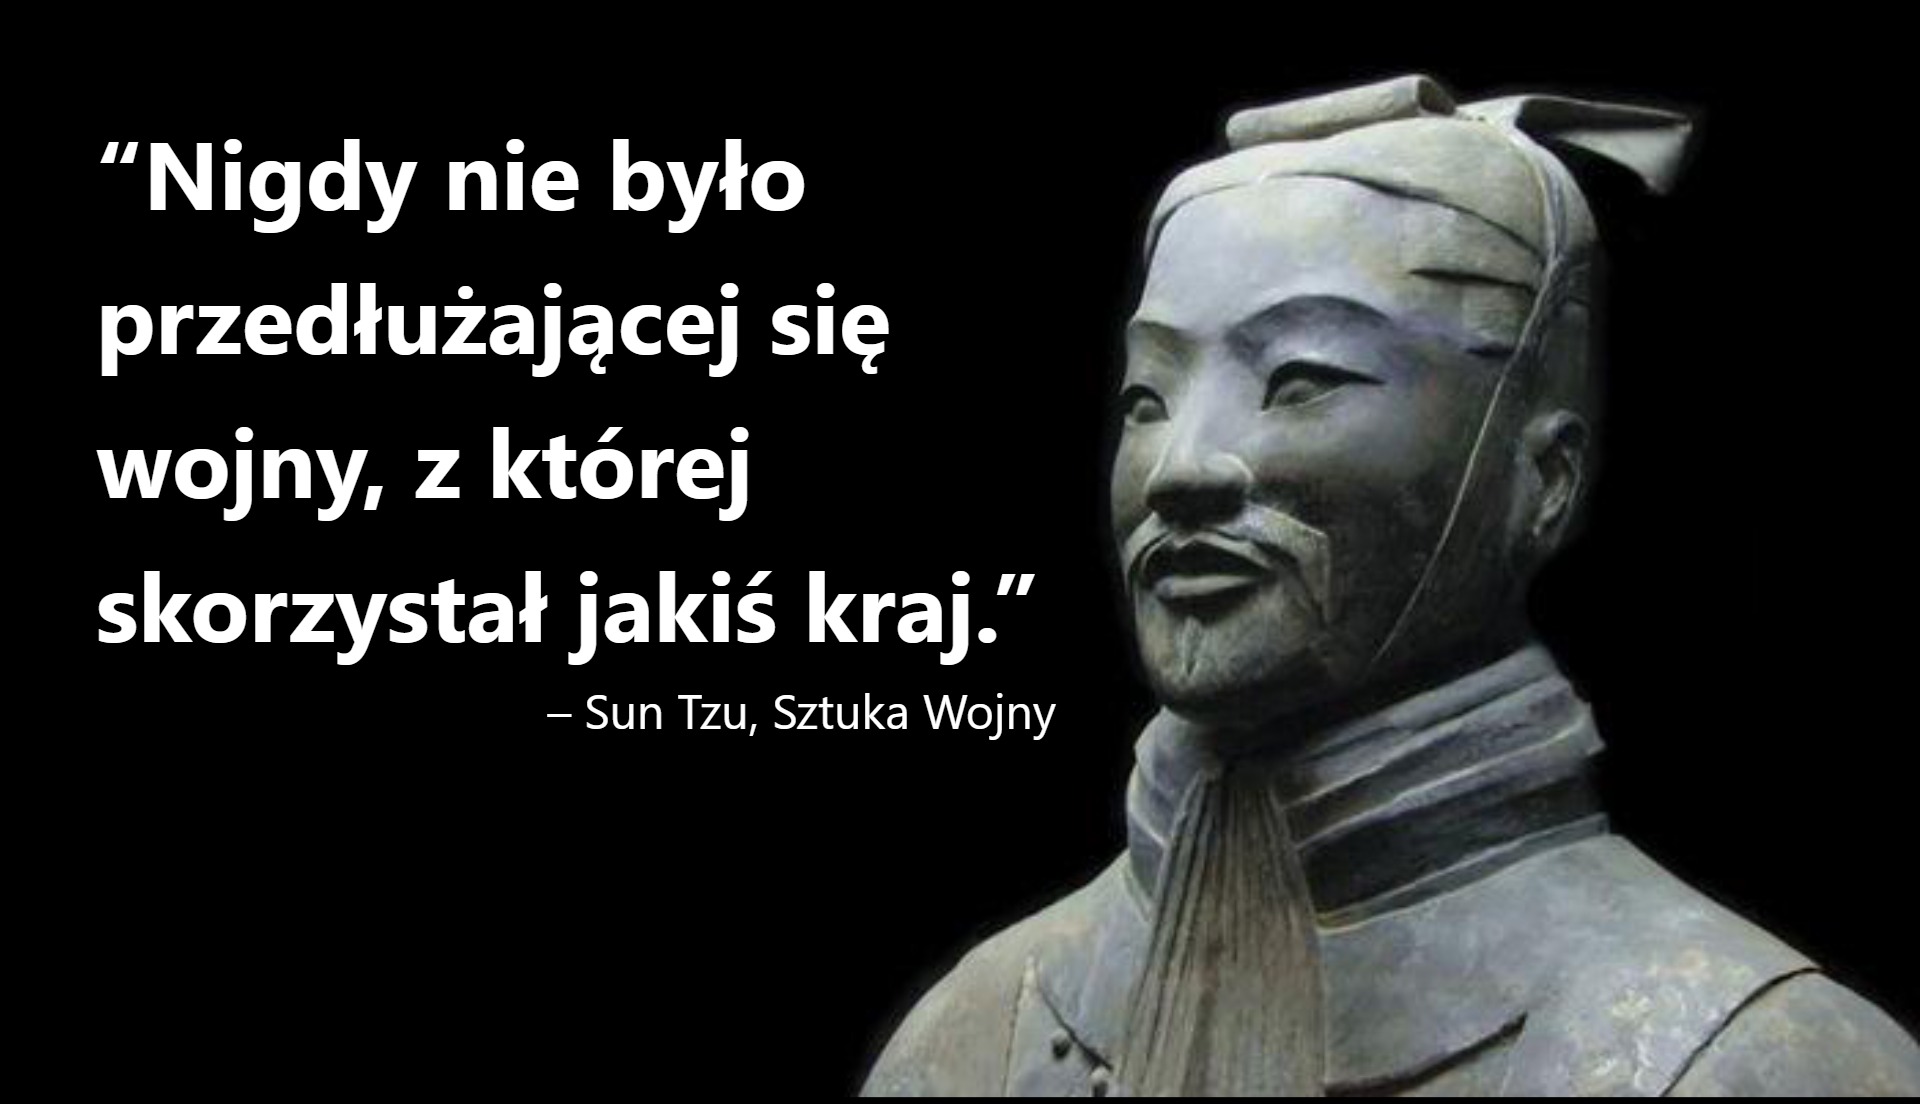 “Nigdy nie było
przedłużającej się
wojny, z której
skorzystał jakiś kraj.”
– Sun Tzu, Sztuka Wojny